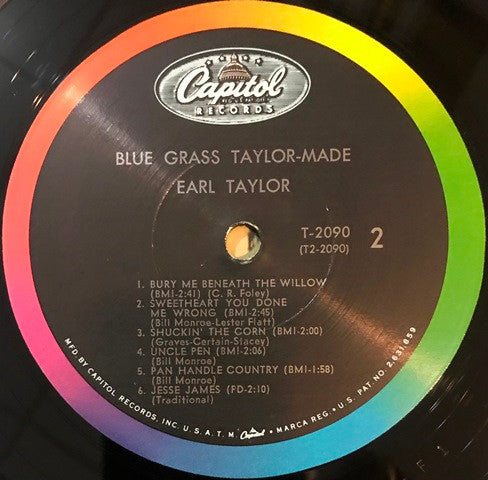 Capitol
RECORDS
BLUE GRASS TAYLOR-MADE
EARL TAYLOR
T-2090
(T2-2090)
2
1. BURY ME BENEATH THE WILLOW
(BMI-2:41) (C. R. Foley)
2. SWEETHEART YOU DONE
ME WRONG (BMI-2:45)
(Bill Monroe-Lester Flatt)
3. SHUCKIN' THE CORN (BMI-2:00)
(Graves-Certain-Stacey)
4. UNCLE PEN (BMI-2:06)
(Bill Monroe)
5. PAN HANDLE COUNTRY (BMI-1:58)
(Bill Monroe)
6. JESSE JAMES (FD-2:10)
(Traditional)
MFD. BY CAPITOL RECORDS, INC. U.S.A. T.M. Capitol MARCA REG. • U.S. PAT. NO. 2,631,859